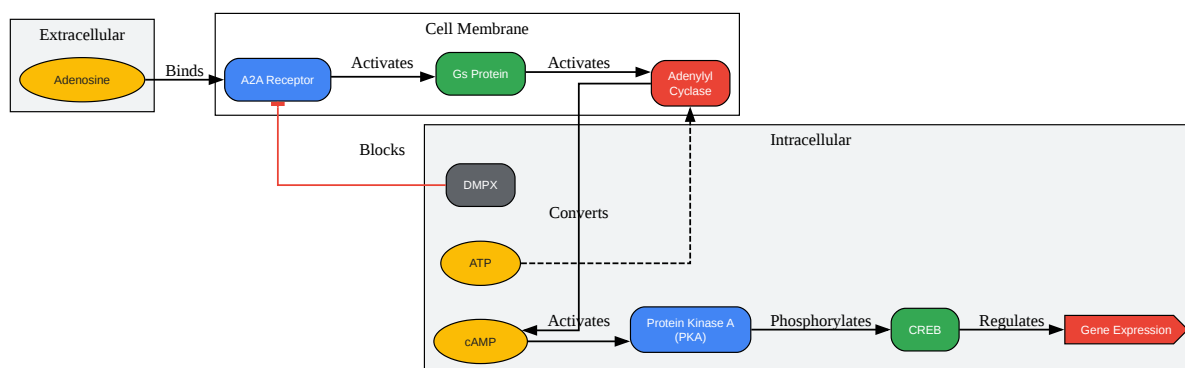 Extracellular
Cell Membrane
Adenosine
Binds
A2A Receptor
Activates
Gs Protein
Activates
Adenylyl
Cyclase
Intracellular
Blocks
DMPX
Converts
ATP
cAMP
Activates
Protein Kinase A
(PKA)
Phosphorylates
CREB
Regulates
Gene Expression